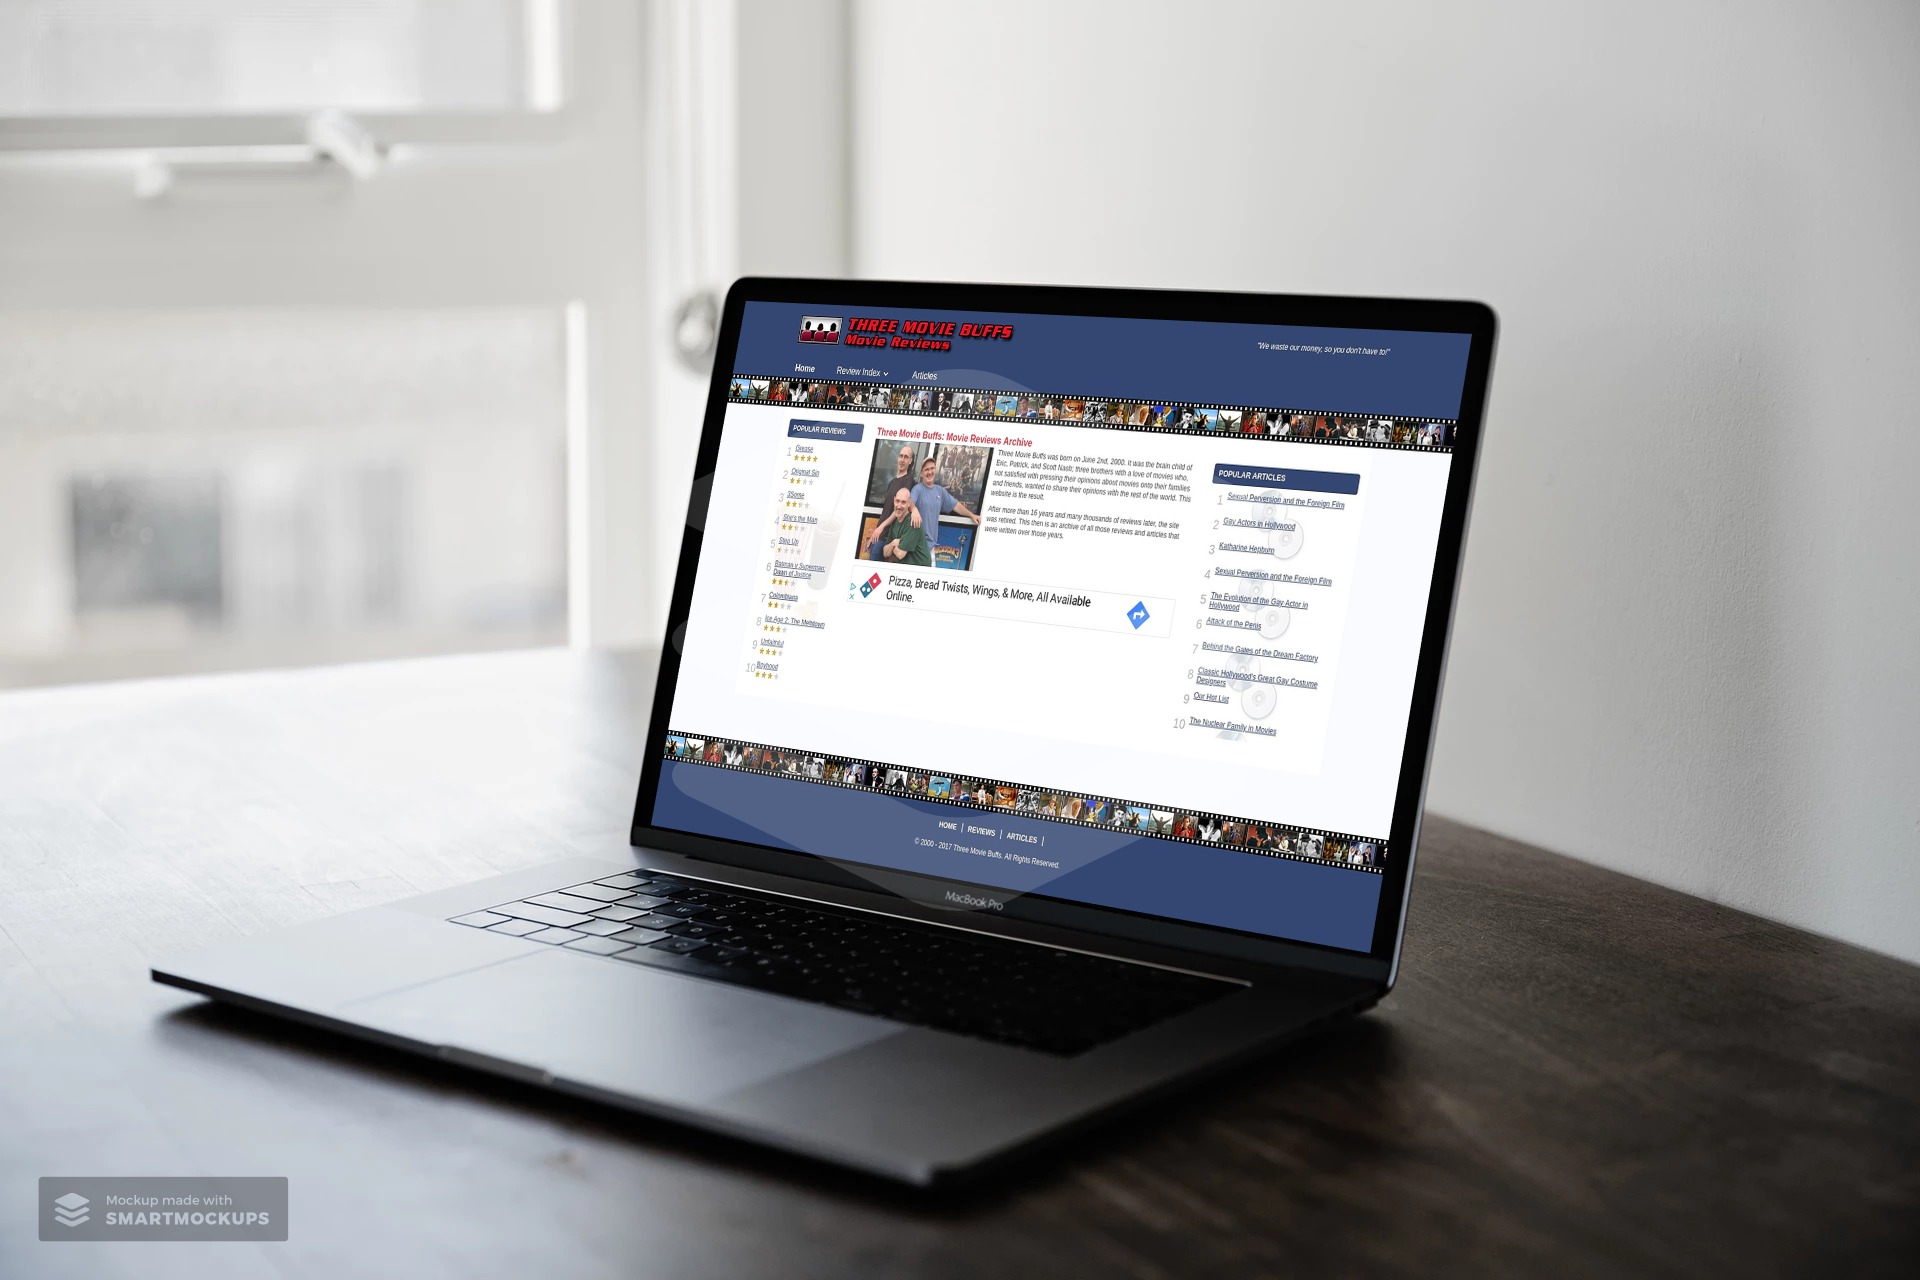 THREE MOVIE BUFFS
Movie Reviews
"We waste our money, so you don't have to!"
Home
Review Index
Articles
POPULAR REVIEWS
1 Grease
2 Original Sin
3 3Some
4 She's the Man
5 Step Up
6 Batman v Superman:
Dawn of Justice
7 Colombiana
8 Ice Age 2: The Meltdown
9 Unfaithful
10 Boyhood
Three Movie Buffs: Movie Reviews Archive
Three Movie Buffs was born on June 2nd, 2000. It was the brain child of
Eric, Patrick, and Scott Nash; three brothers with a love of movies who,
not satisfied with pressing their opinions about movies onto their families
and friends, wanted to share their opinions with the rest of the world. This
website is the result.
After more than 16 years and many thousands of reviews later, the site
was retired. This then is an archive of all those reviews and articles that
were written over those years.
Pizza, Bread Twists, Wings, & More, All Available
Online.
POPULAR ARTICLES
1 Sexual Perversion and the Foreign Film
2 Gay Actors in Hollywood
3 Katharine Hepburn
4 Sexual Perversion and the Foreign Film
5 The Evolution of the Gay Actor in
Hollywood
6 Attack of the Penis
7 Behind the Gates of the Dream Factory
8 Classic Hollywood's Great Gay Costume
Designers
9 Our Hot List
10 The Nuclear Family in Movies
HOME | REVIEWS | ARTICLES |
© 2000 - 2017 Three Movie Buffs. All Rights Reserved.
MacBook Pro
Mockup made with
SMARTMOCKUPS